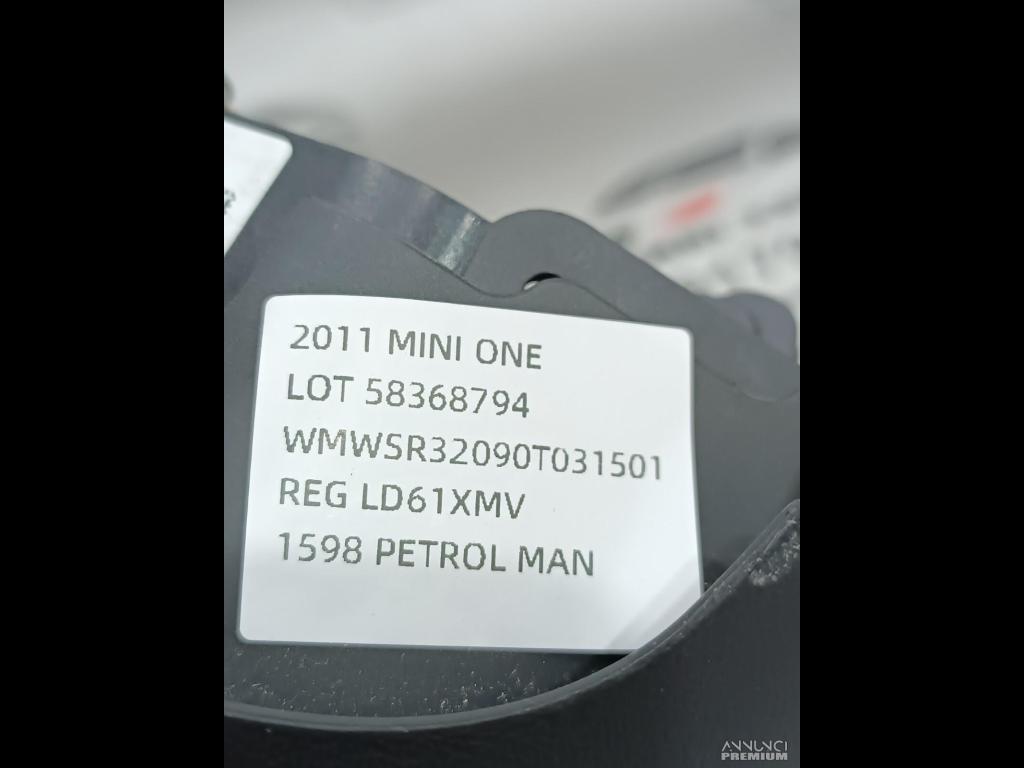 2011 MINI ONE
LOT 58368794
WMWSR32090T031501
REG LD61XMV
1598 PETROL MAN
ANNUNCI
PREMIUM